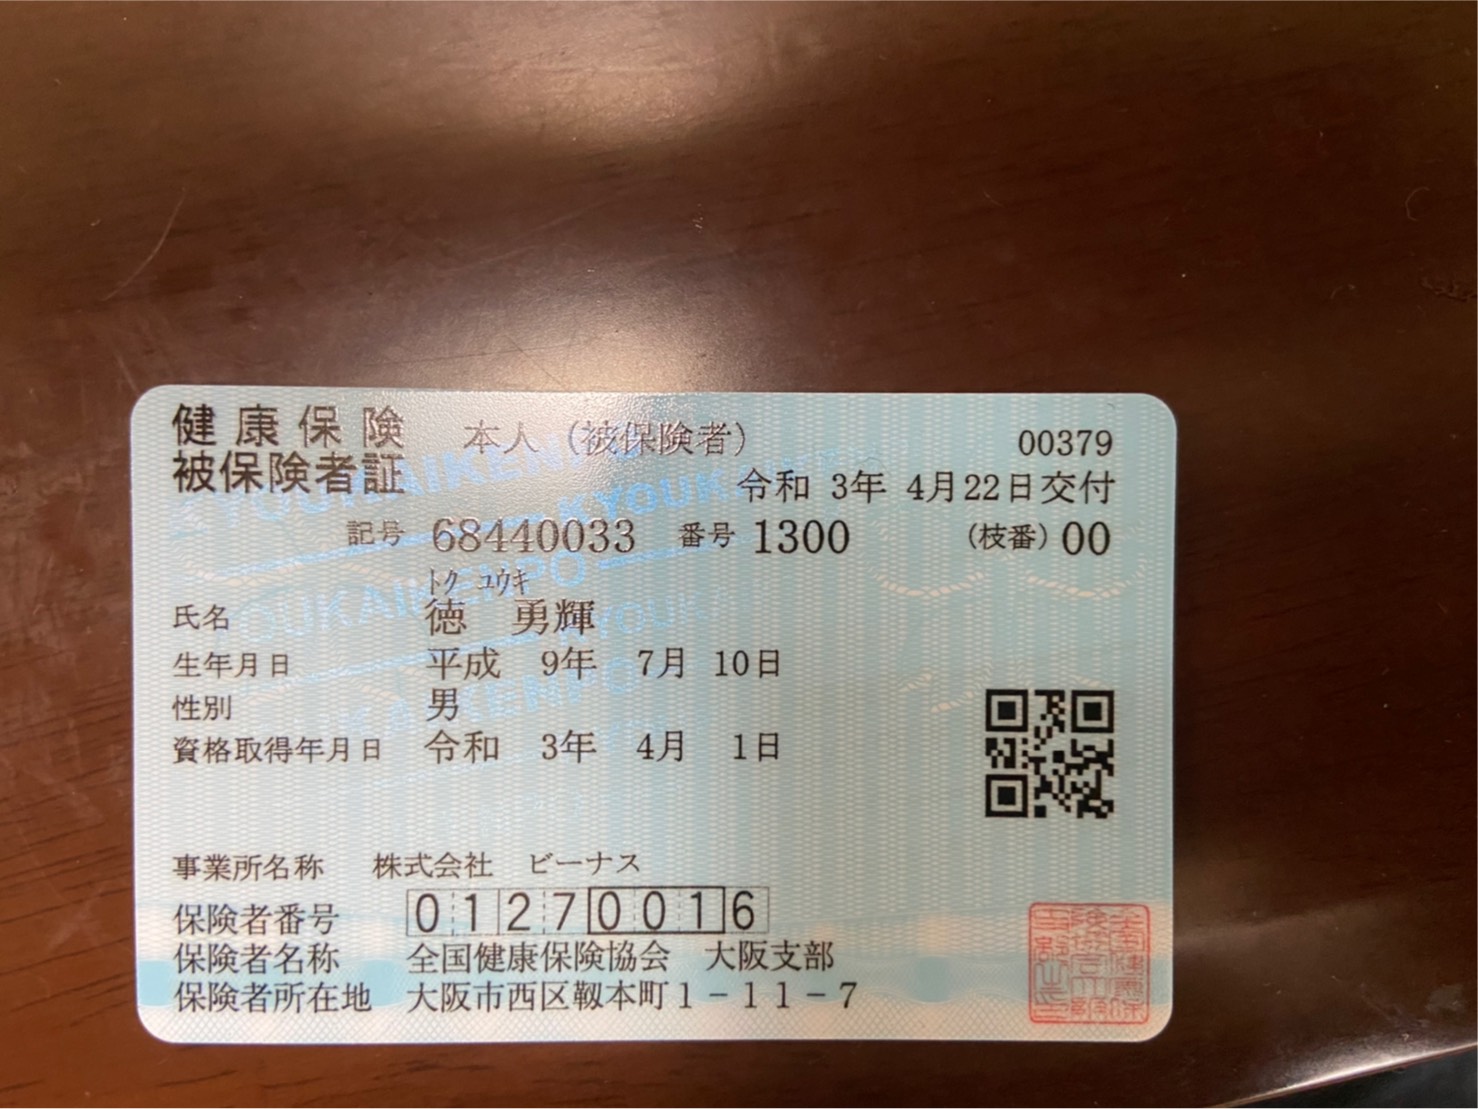 健康保険 本人（被保険者） 00379
被保険者証 令和 3年 4月22日交付
記号 68440033 番号 1300 （枝番）00
ﾄｸ ﾕｳｷ
氏名 徳 勇輝
生年月日 平成 9年 7月 10日
性別 男
資格取得年月日 令和 3年 4月 1日
事業所名称 株式会社 ビーナス
保険者番号 01270016
保険者名称 全国健康保険協会 大阪支部
保険者所在地 大阪市西区靱本町1－11－7